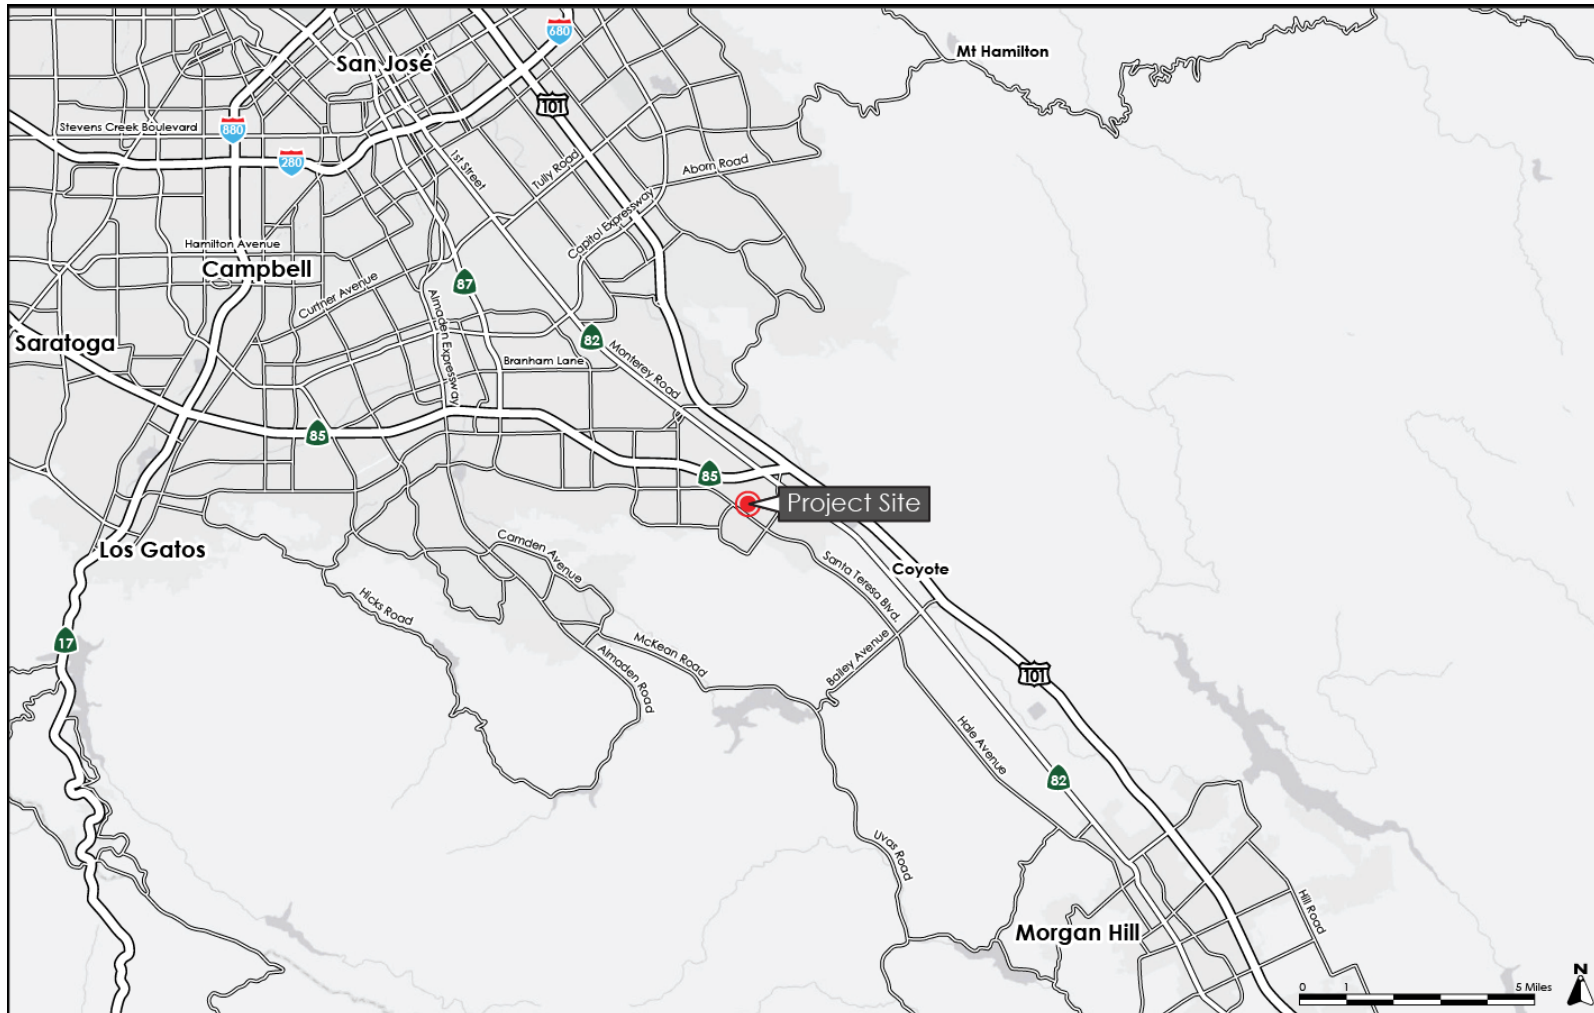 680
Mt Hamilton
San José
101
Stevens Creek Boulevard
880
280
1st Street
Tully Road
Aborn Road
Capitol Expressway
Hamilton Avenue
Campbell
87
Curtner Avenue
Almaden Expressway
82
Saratoga
Monterey Road
Branham Lane
85
85
Project Site
Los Gatos
Camden Avenue
Santa Teresa Blvd.
Coyote
Hicks Road
17
McKean Road
Almaden Road
Bailey Avenue
101
Hale Avenue
82
Uvas Road
Hill Road
Morgan Hill
N
0 1 5 Miles